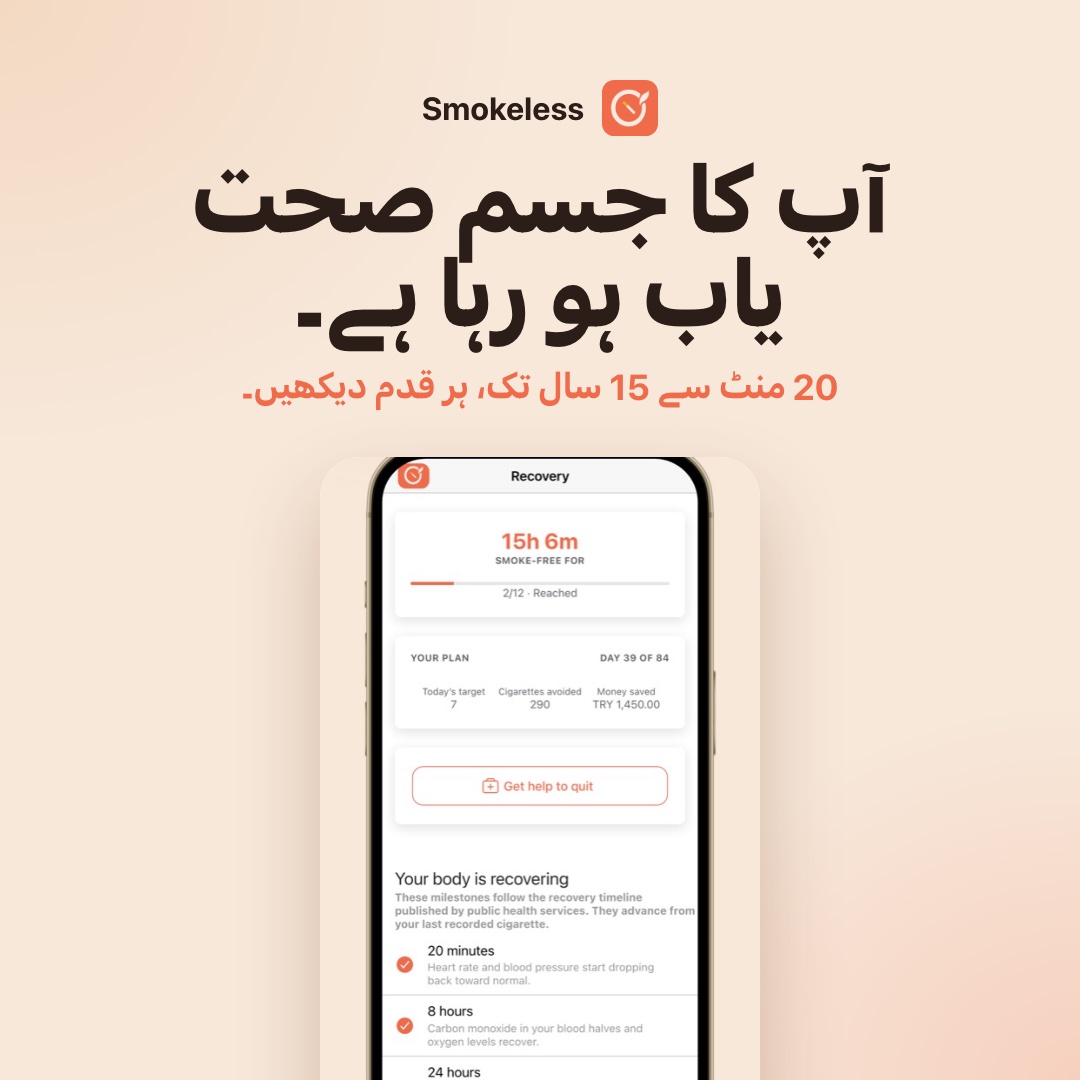 Smokeless
آپ کا جسم صحت
یاب ہو رہا ہے۔
20 منٹ سے 15 سال تک، ہر قدم دیکھیں۔
Recovery
15h 6m
SMOKE-FREE FOR
2/12 · Reached
YOUR PLAN DAY 39 OF 84
Today's target Cigarettes avoided Money saved
7 290 TRY 1,450.00
Get help to quit
Your body is recovering
These milestones follow the recovery timeline
published by public health services. They advance from
your last recorded cigarette.
20 minutes
Heart rate and blood pressure start dropping
back toward normal.
8 hours
Carbon monoxide in your blood halves and
oxygen levels recover.
24 hours